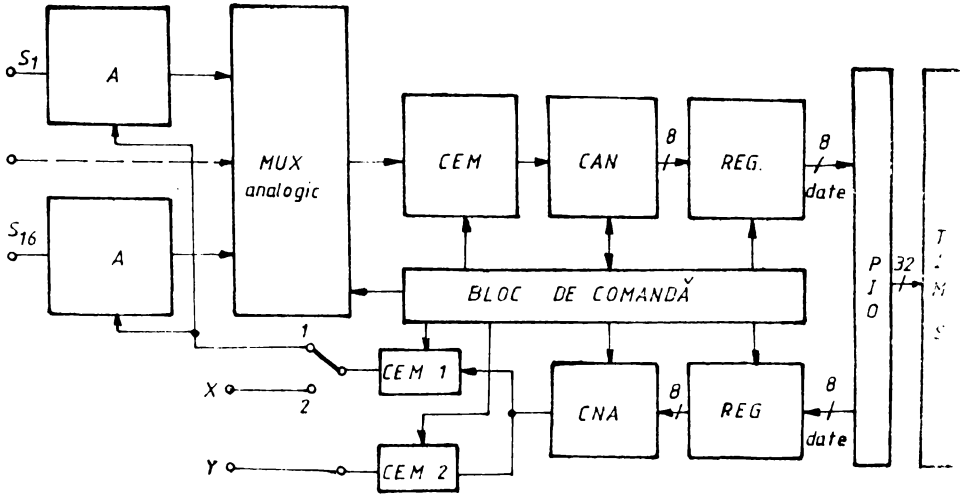 S1
A
MUX
analogic
S16
A
CEM
CAN
8
REG.
8
date
BLOC DE COMANDĂ
PIO
32
1
2
X
Y
CEM 1
CEM 2
CNA
8
REG
8
date